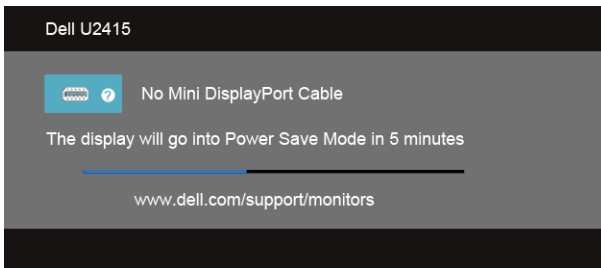 Dell U2415
? No Mini DisplayPort Cable
The display will go into Power Save Mode in 5 minutes
www.dell.com/support/monitors